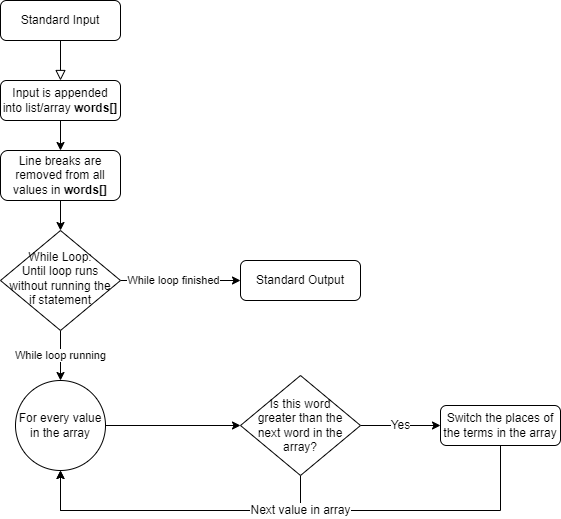 Standard Input
Input is appended
into list/array words[]
Line breaks are
removed from all
values in words[]
While Loop:
Until loop runs
without running the
if statement
While loop finished
Standard Output
While loop running
For every value
in the array
Is this word
greater than the
next word in the
array?
Yes
Switch the places of
the terms in the array
Next value in array